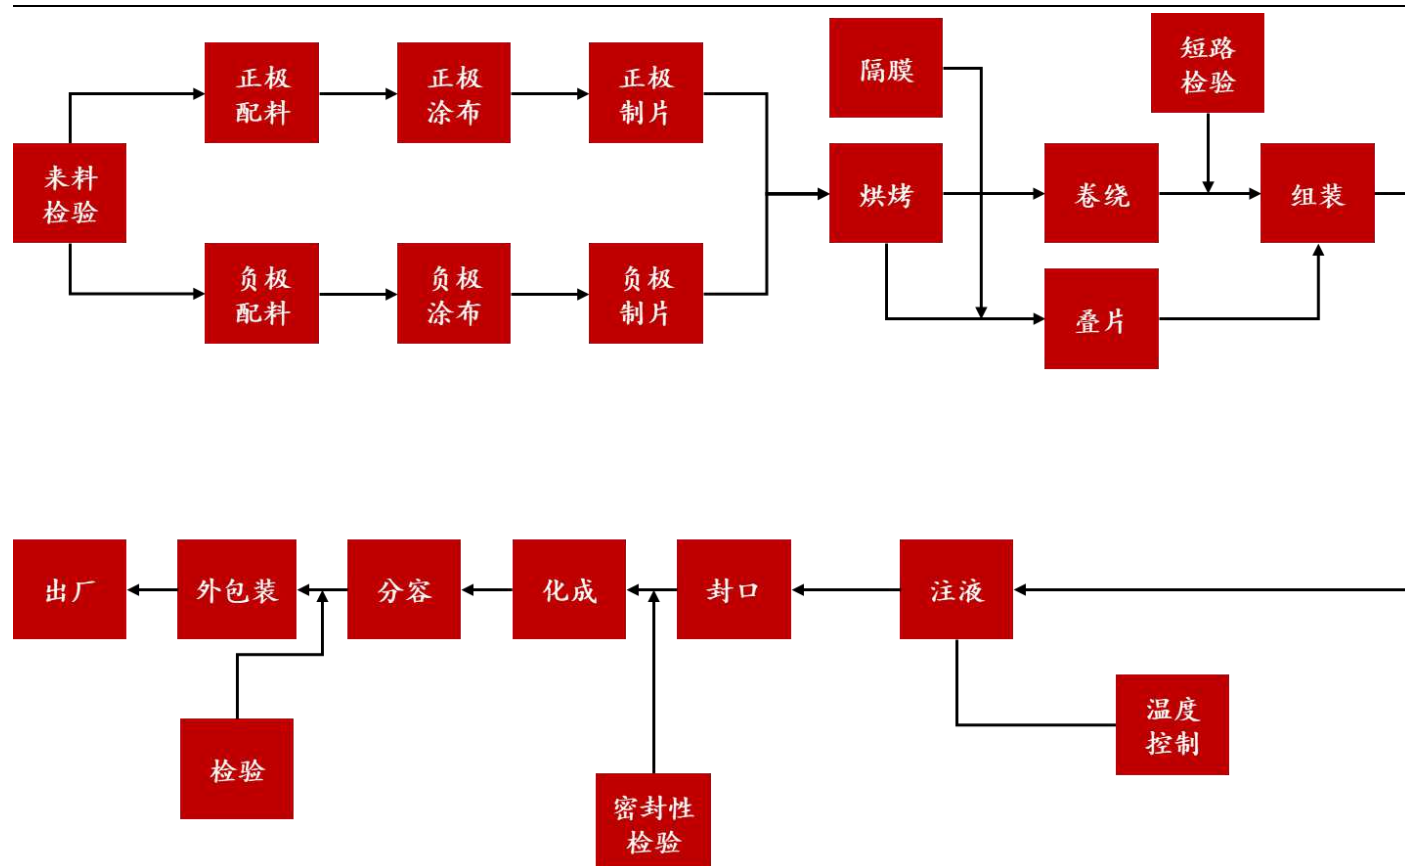 来料
检验
正极
配料
正极
涂布
正极
制片
负极
配料
负极
涂布
负极
制片
隔膜
烘烤
卷绕
叠片
短路
检验
组装
注液
温度
控制
封口
密封性
检验
化成
分容
检验
外包装
出厂